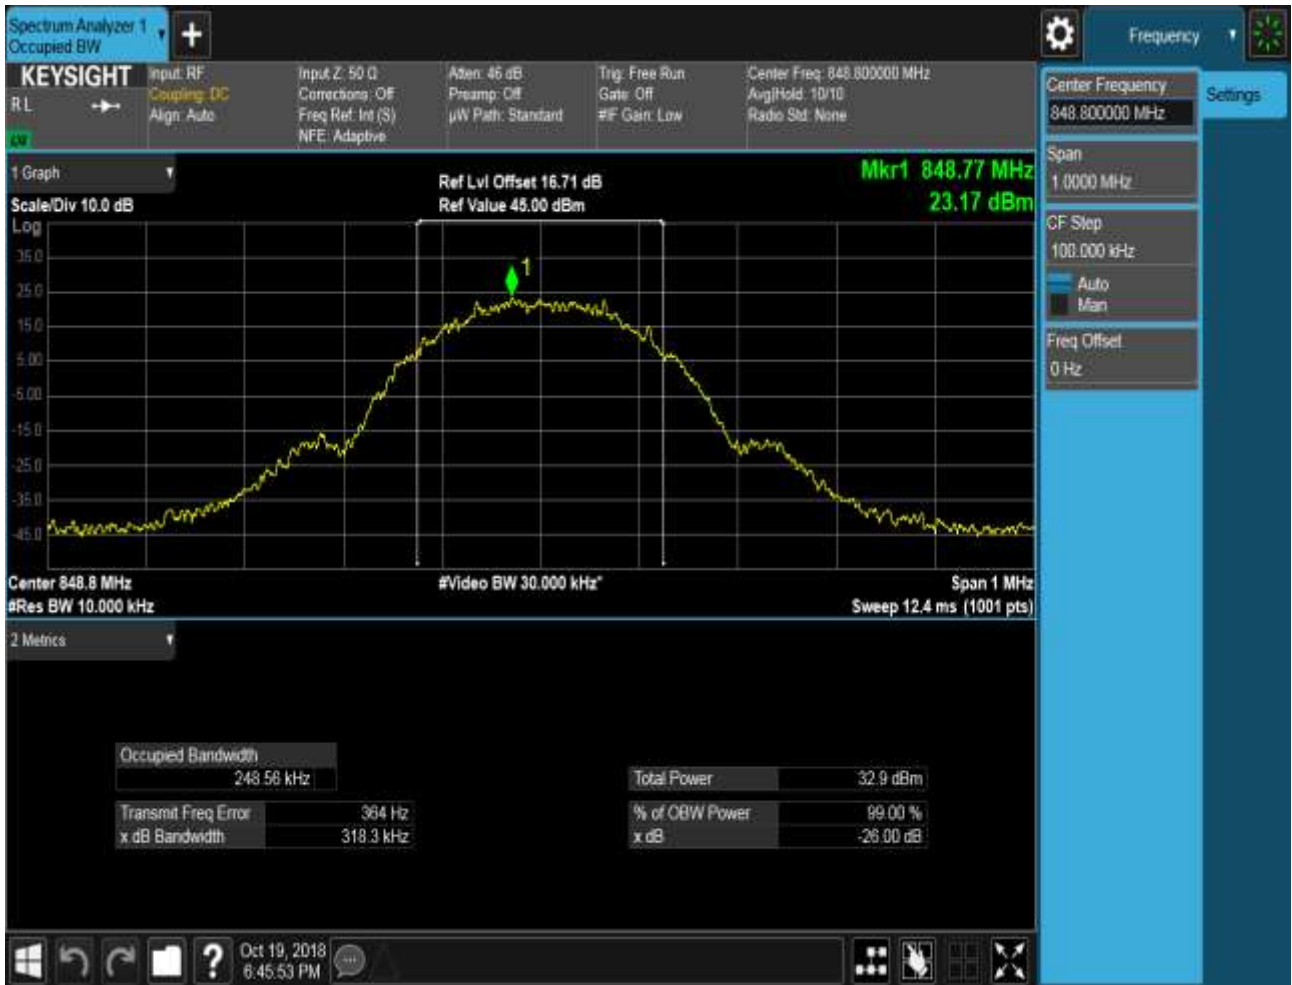 Spectrum Analyzer 1
Occupied BW
Frequency
KEYSIGHT
R L
Input: RF
Coupling: DC
Align: Auto
Input Z: 50 Ω
Corrections: Off
Freq Ref: Int (S)
NFE: Adaptive
Atten: 46 dB
Preamp: Off
µW Path: Standard
Trig: Free Run
Gate: Off
#IF Gain: Low
Center Freq: 848.800000 MHz
Avg|Hold: 10/10
Radio Std: None
Center Frequency
848.800000 MHz
Settings
Span
1.0000 MHz
CF Step
100.000 kHz
Auto
Man
Freq Offset
0 Hz
1 Graph
Scale/Div 10.0 dB
Ref Lvl Offset 16.71 dB
Ref Value 45.00 dBm
Mkr1 848.77 MHz
23.17 dBm
Log
35.0
25.0
15.0
5.00
-5.00
-15.0
-25.0
-35.0
-45.0
1
Center 848.8 MHz
#Video BW 30.000 kHz*
Span 1 MHz
#Res BW 10.000 kHz
Sweep 12.4 ms (1001 pts)
2 Metrics
Occupied Bandwidth
248.56 kHz
Total Power 32.9 dBm
Transmit Freq Error 364 Hz
% of OBW Power 99.00 %
x dB Bandwidth 318.3 kHz
x dB -26.00 dB
Oct 19, 2018
6:45:53 PM